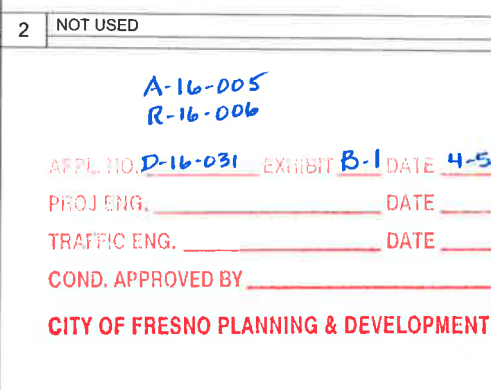 2 NOT USED
A-16-005
R-16-006
APPL. NO. D-16-031 EXHIBIT B-1 DATE 4-5
PROJ ENG. DATE
TRAFFIC ENG. DATE
COND. APPROVED BY
CITY OF FRESNO PLANNING & DEVELOPMENT